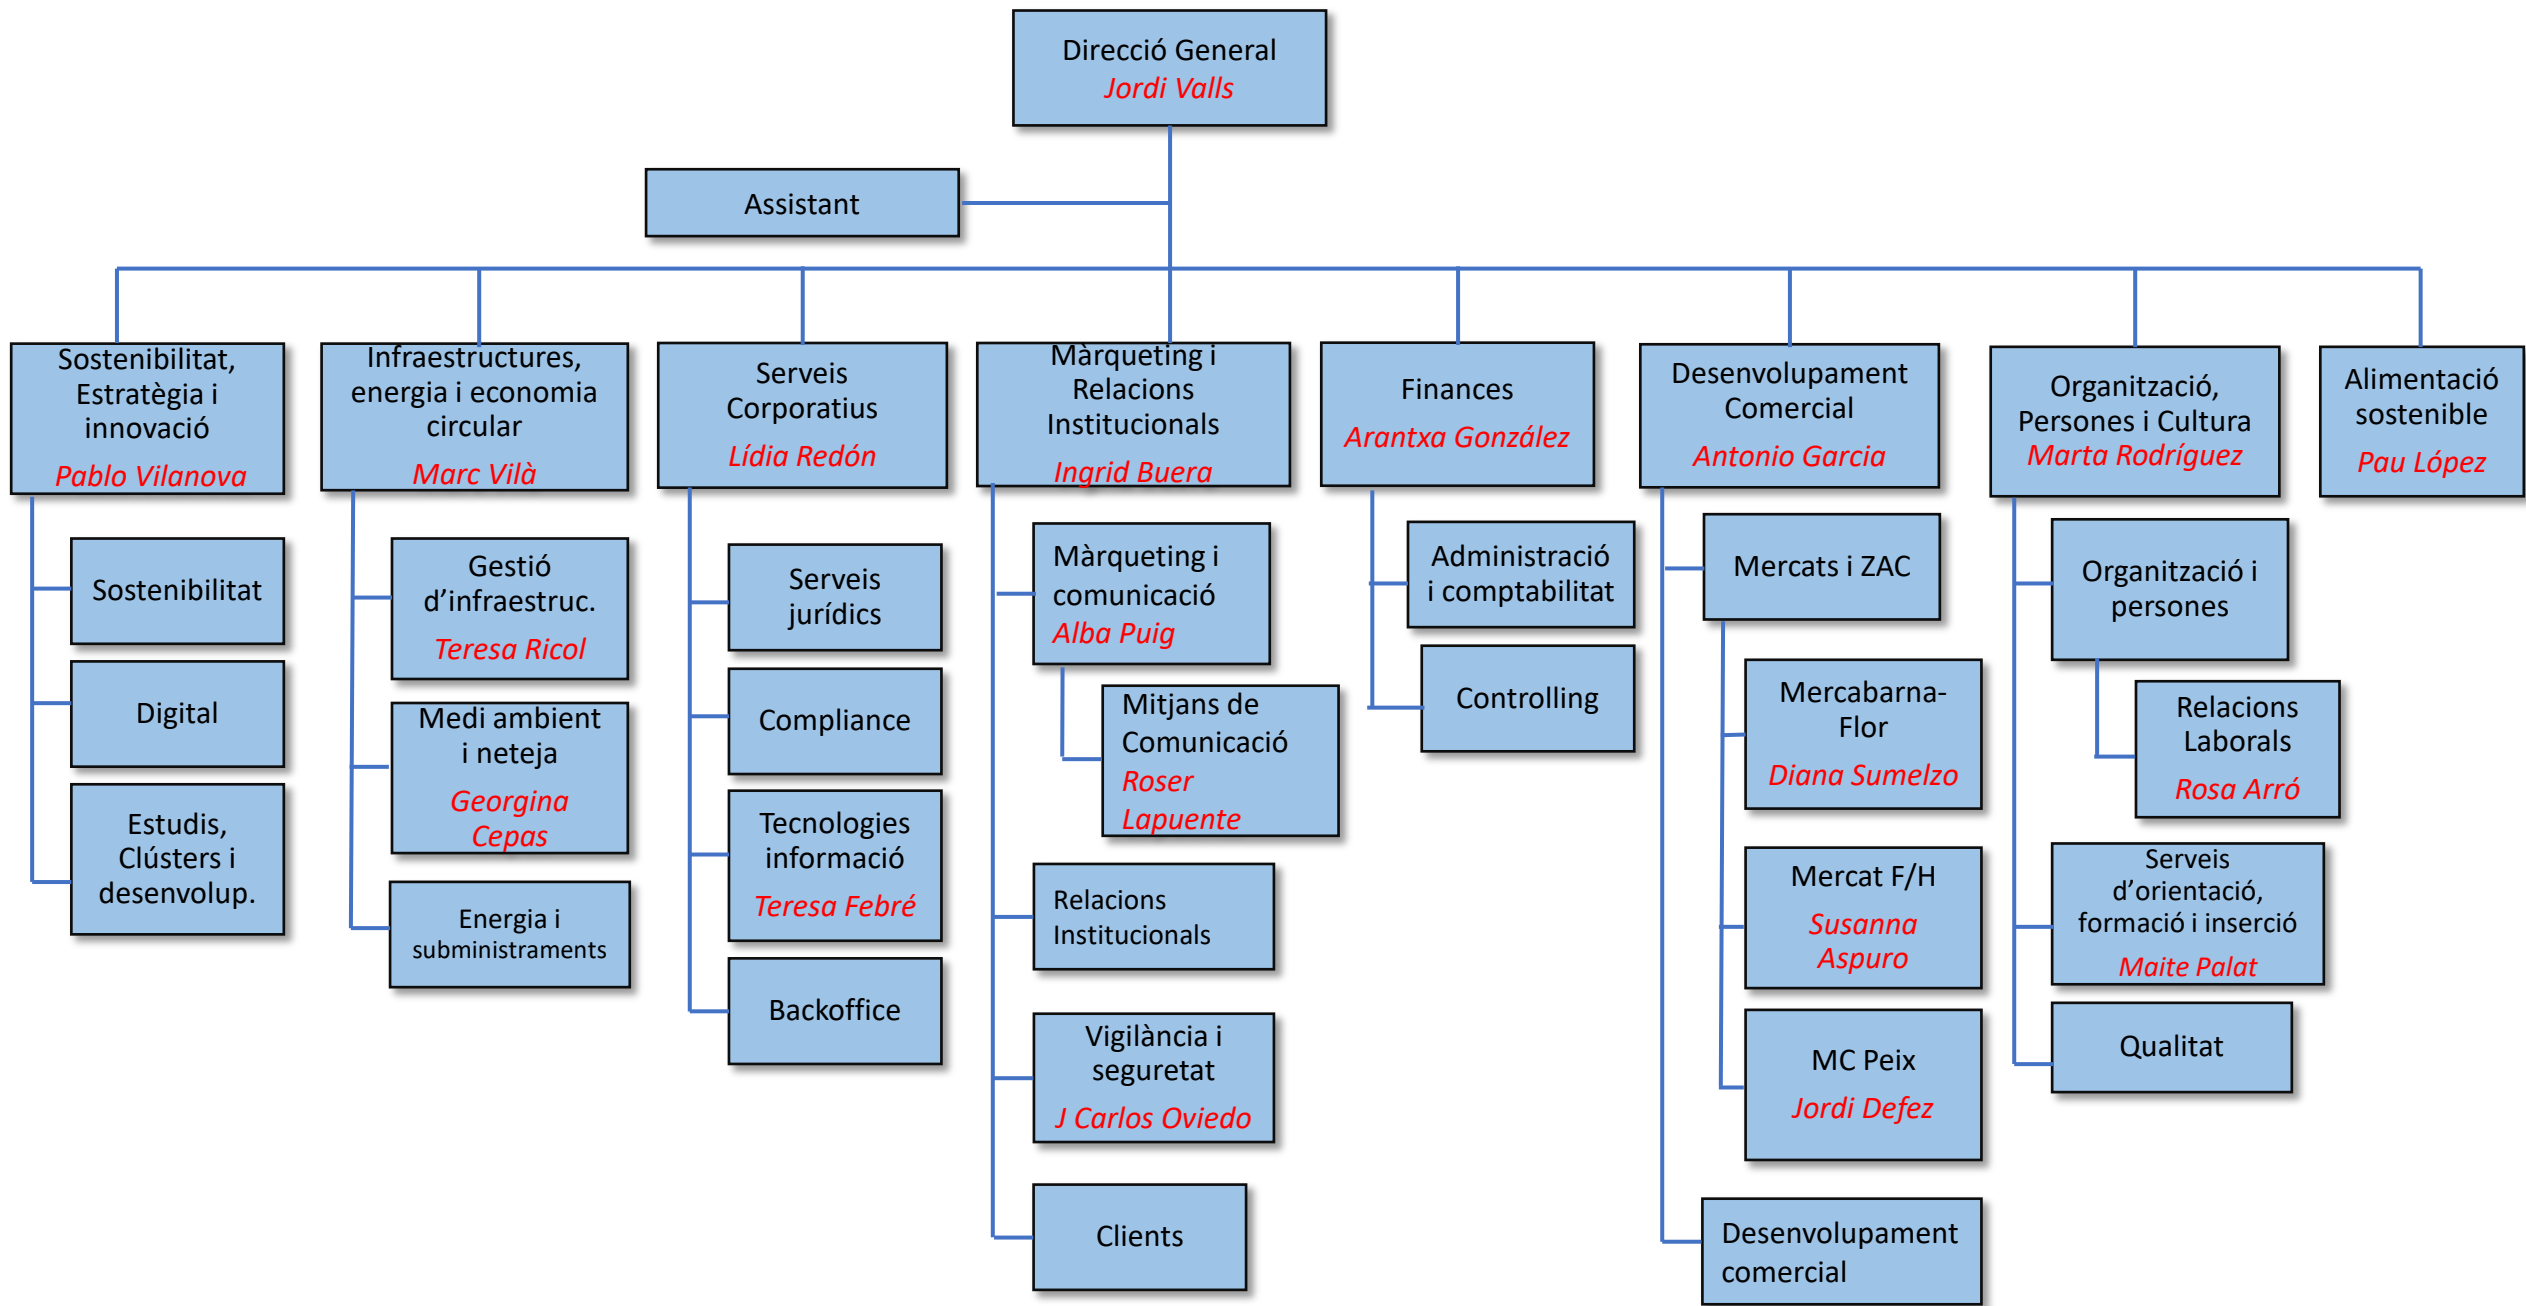 Direcció General
Jordi Valls
Assistant
Sostenibilitat,
Estratègia i
innovació
Pablo Vilanova
Infraestructures,
energia i economia
circular
Marc Vilà
Serveis
Corporatius
Lídia Redón
Màrqueting i
Relacions
Institucionals
Ingrid Buera
Finances
Arantxa González
Desenvolupament
Comercial
Antonio Garcia
Organització,
Persones i Cultura
Marta Rodríguez
Alimentació
sostenible
Pau López
Sostenibilitat
Digital
Estudis,
Clústers i
desenvolup.
Gestió
d’infraestruc.
Teresa Ricol
Medi ambient
i neteja
Georgina
Cepas
Energia i
subministraments
Serveis
jurídics
Compliance
Tecnologies
informació
Teresa Febré
Backoffice
Màrqueting i
comunicació
Alba Puig
Mitjans de
Comunicació
Roser
Lapuente
Relacions
Institucionals
Vigilància i
seguretat
J Carlos Oviedo
Clients
Administració
i comptabilitat
Controlling
Mercats i ZAC
Mercabarna-
Flor
Diana Sumelzo
Mercat F/H
Susanna
Aspuro
MC Peix
Jordi Defez
Desenvolupament
comercial
Organització i
persones
Relacions
Laborals
Rosa Arró
Serveis
d’orientació,
formació i inserció
Maite Palat
Qualitat